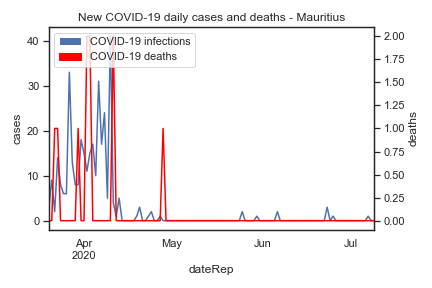 New COVID-19 daily cases and deaths - Mauritius
COVID-19 infections
COVID-19 deaths
40
30
20
10
0
cases
2.00
1.75
1.50
1.25
1.00
0.75
0.50
0.25
0.00
deaths
Apr
2020
May
Jun
Jul
dateRep